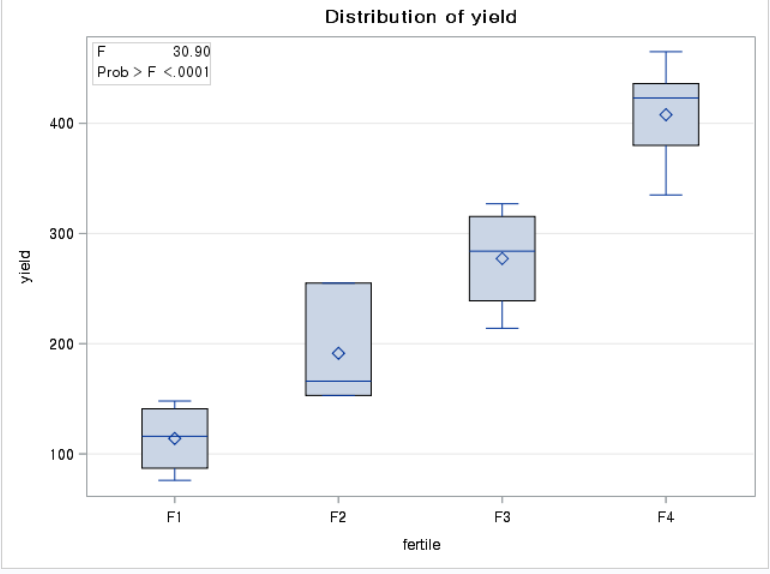 Distribution of yield
F 30.90
Prob > F <.0001
400
300
200
100
yield
F1 F2 F3 F4
fertile